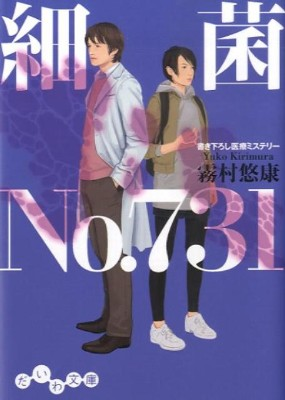 細菌
書き下ろし医療ミステリー
Yuko Kirimura
霧村悠康
No.731
だいわ文庫